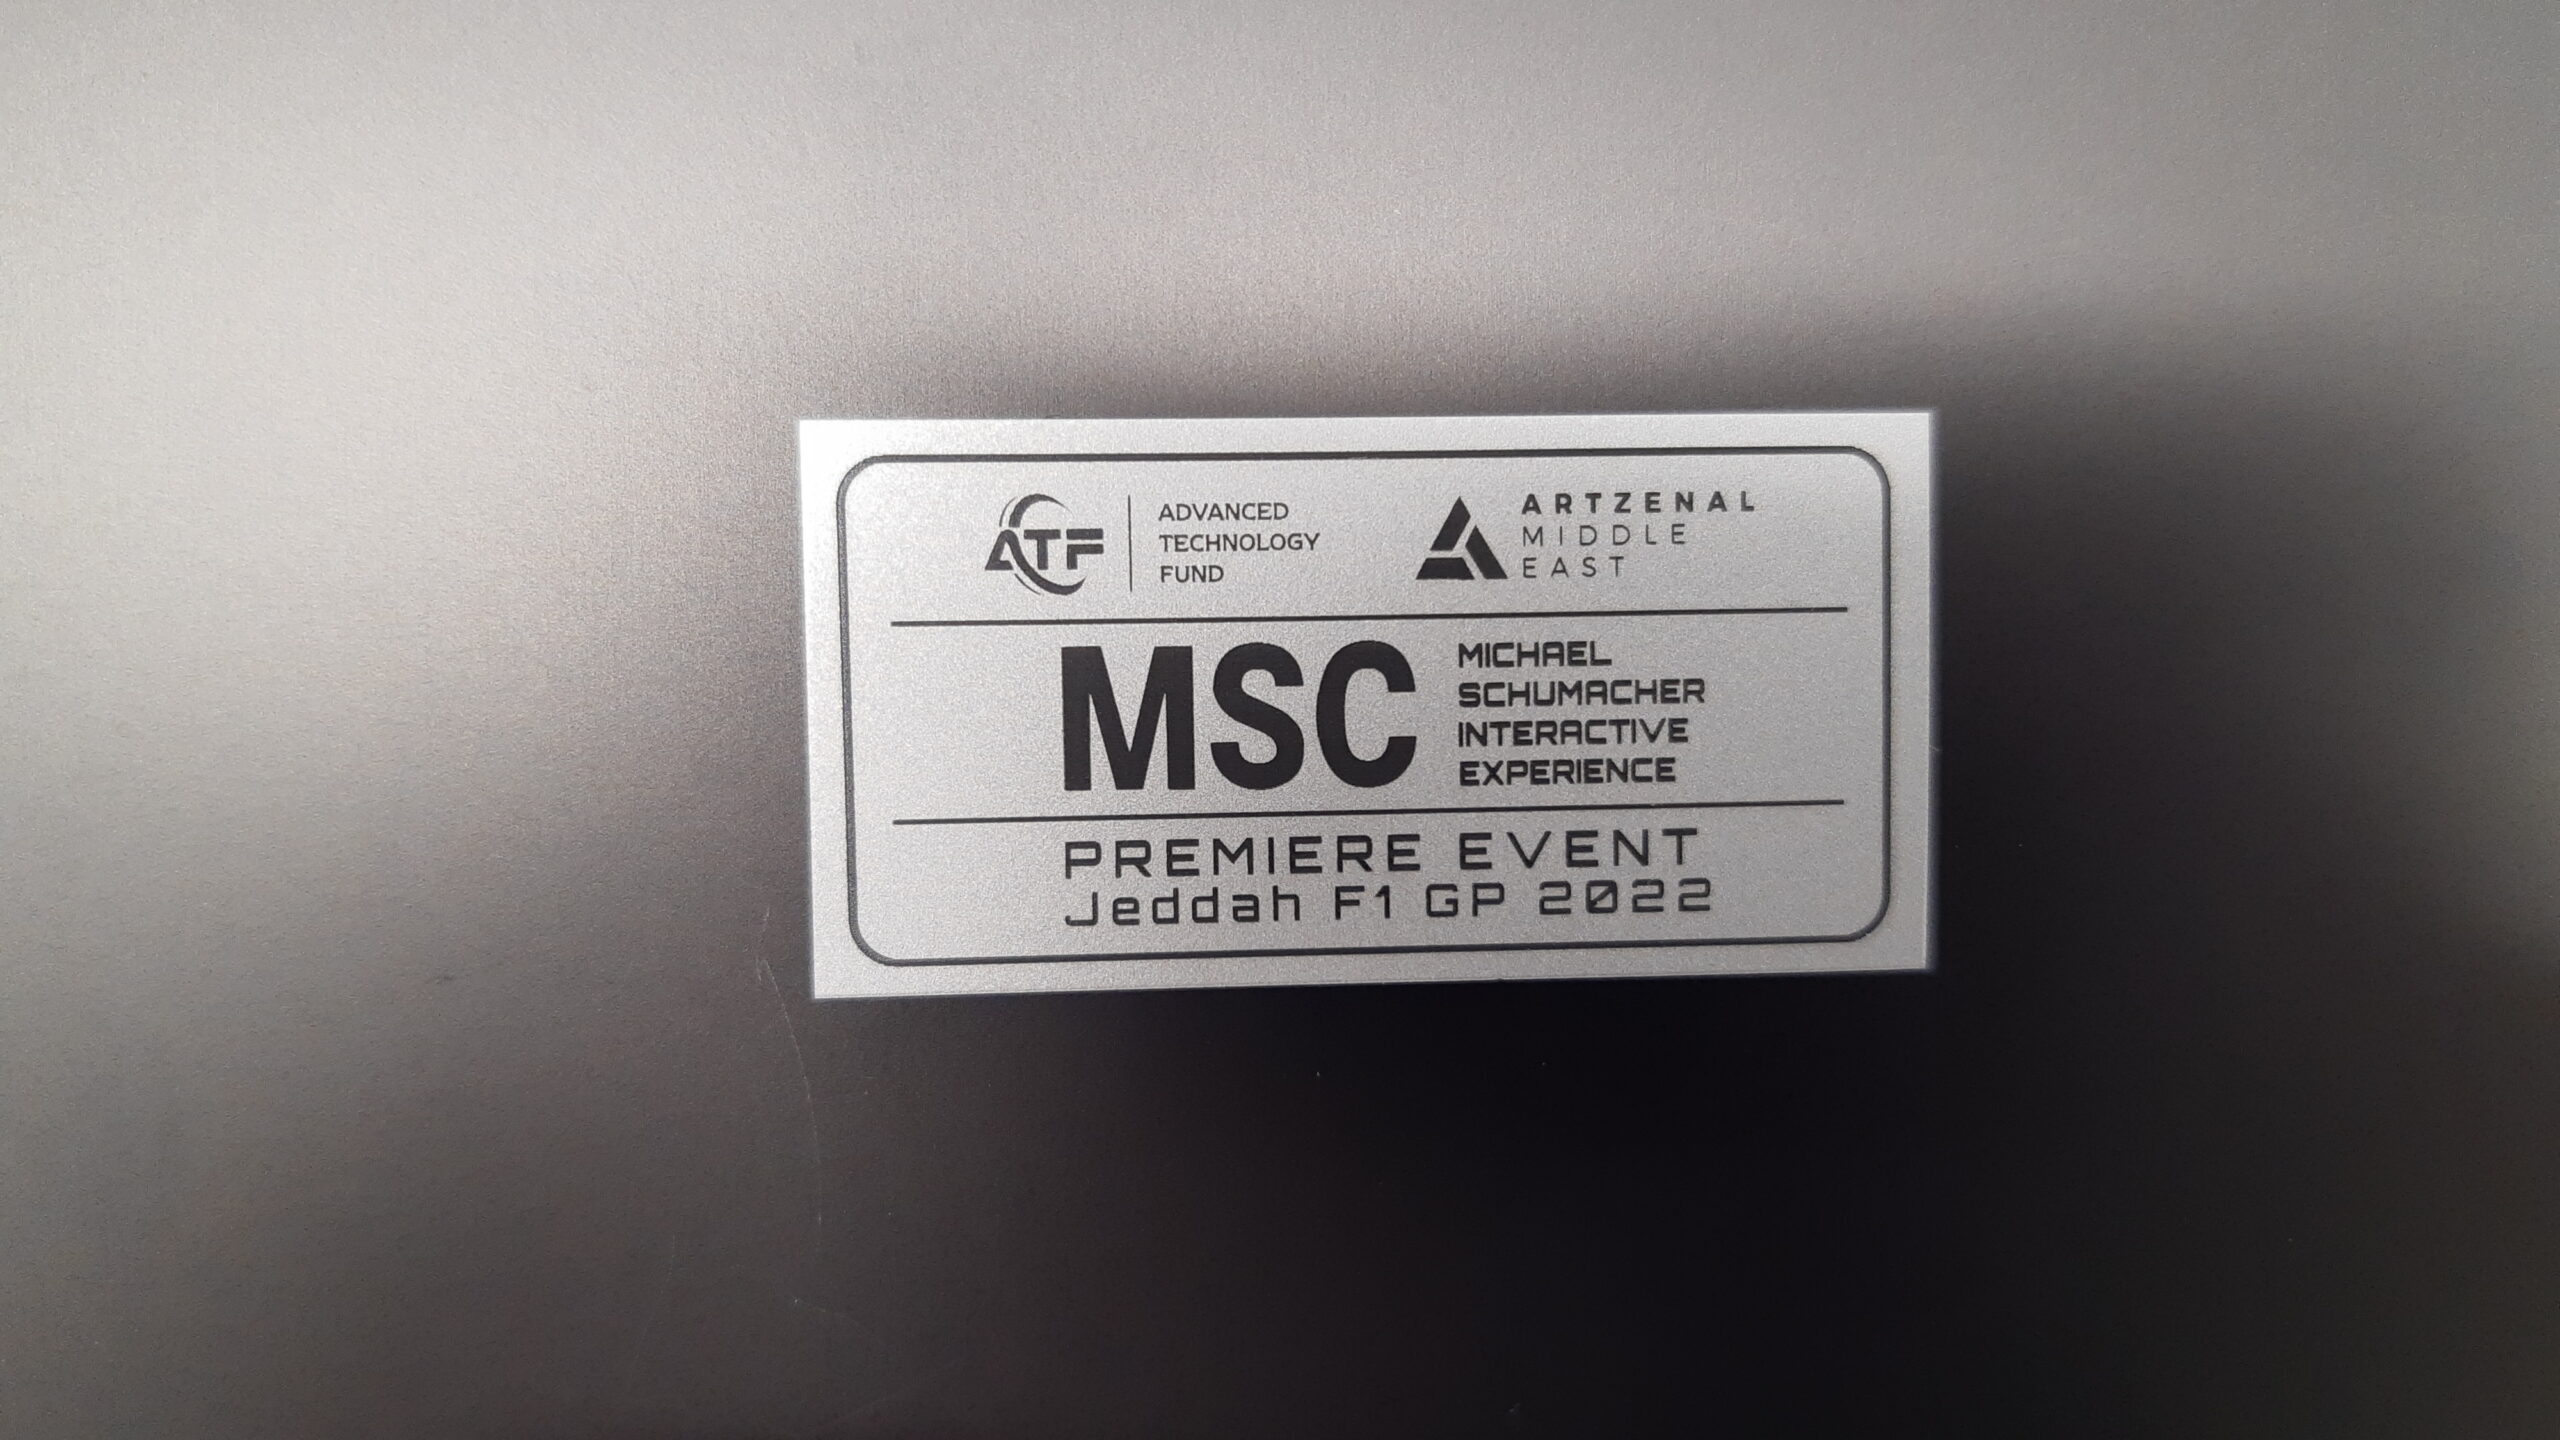 ATF
ADVANCED
TECHNOLOGY
FUND
ARTZENAL
MIDDLE
EAST
MSC
MICHAEL
SCHUMACHER
INTERACTIVE
EXPERIENCE
PREMIERE EVENT
Jeddah F1 GP 2022